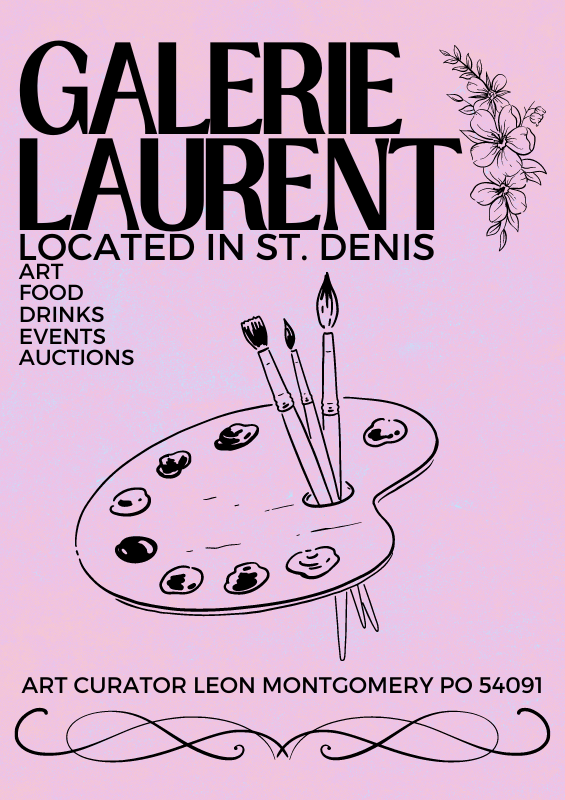 GALERIE
LAURENT
LOCATED IN ST. DENIS
ART
FOOD
DRINKS
EVENTS
AUCTIONS
ART CURATOR LEON MONTGOMERY PO 54091